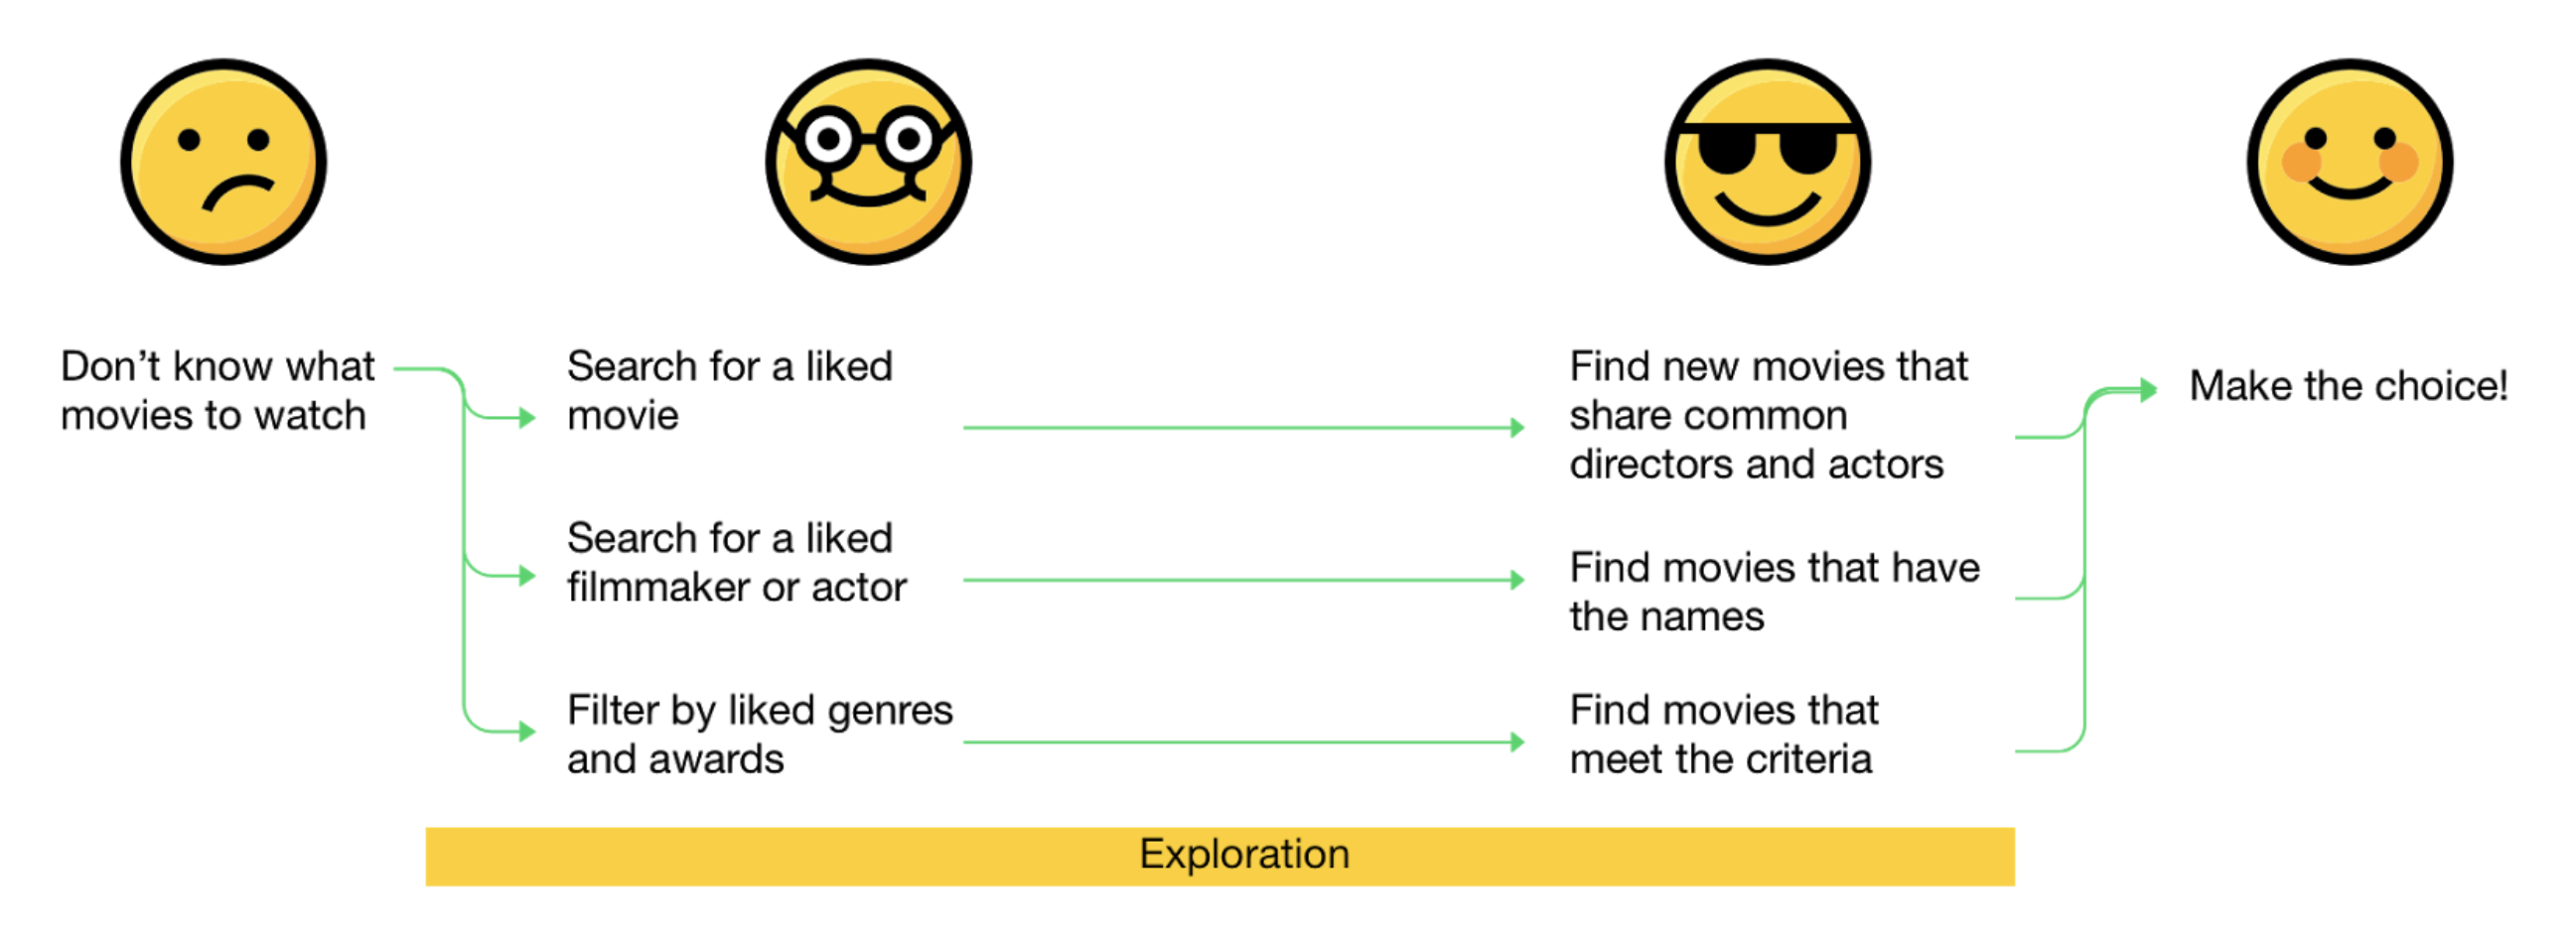 Don't know what
movies to watch
Search for a liked
movie
Search for a liked
filmmaker or actor
Filter by liked genres
and awards
Find new movies that
share common
directors and actors
Find movies that have
the names
Find movies that
meet the criteria
Make the choice!
Exploration